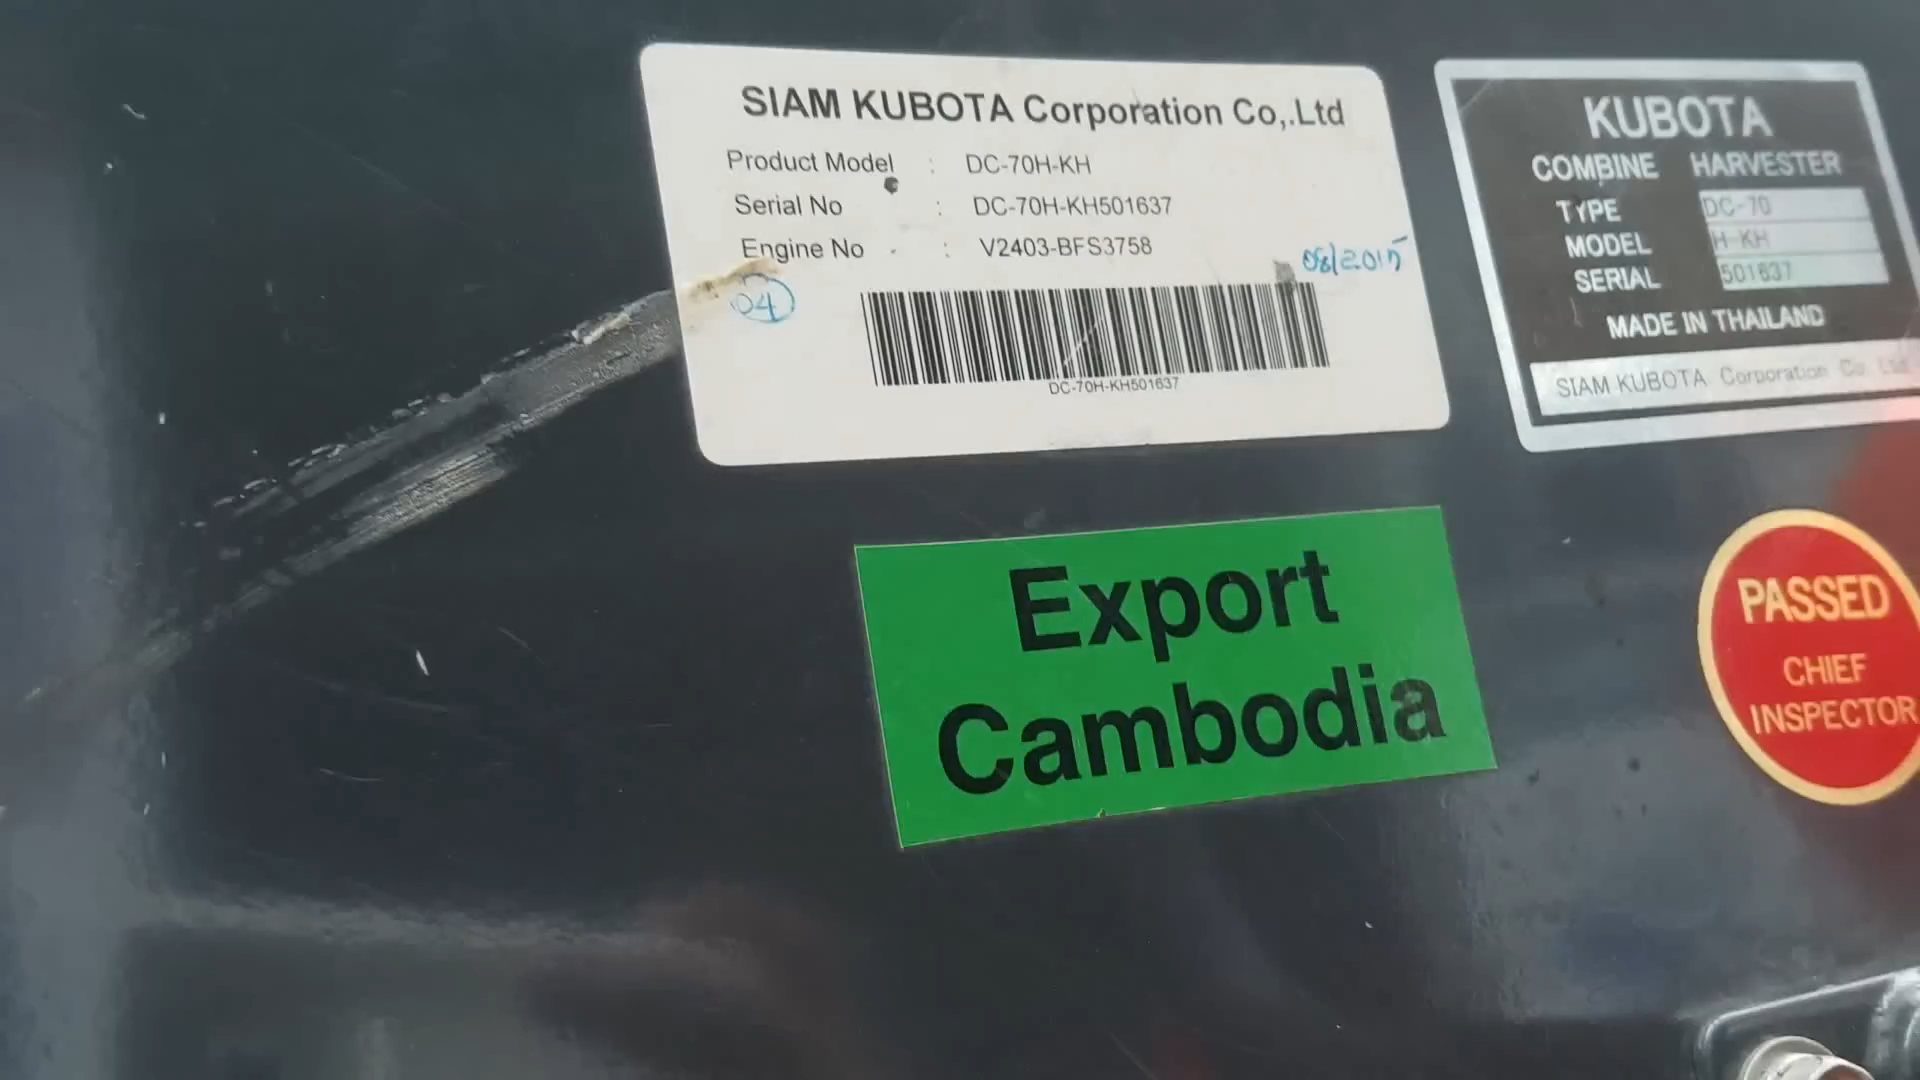 SIAM KUBOTA Corporation Co,.Ltd
Product Model : DC-70H-KH
Serial No : DC-70H-KH501637
Engine No : V2403-BFS3758
04
08/2015
DC-70H-KH501637
KUBOTA
COMBINE HARVESTER
TYPE DC-70
MODEL H-KH
SERIAL 501637
MADE IN THAILAND
SIAM KUBOTA Corporation Co Ltd
Export
Cambodia
PASSED
CHIEF
INSPECTOR